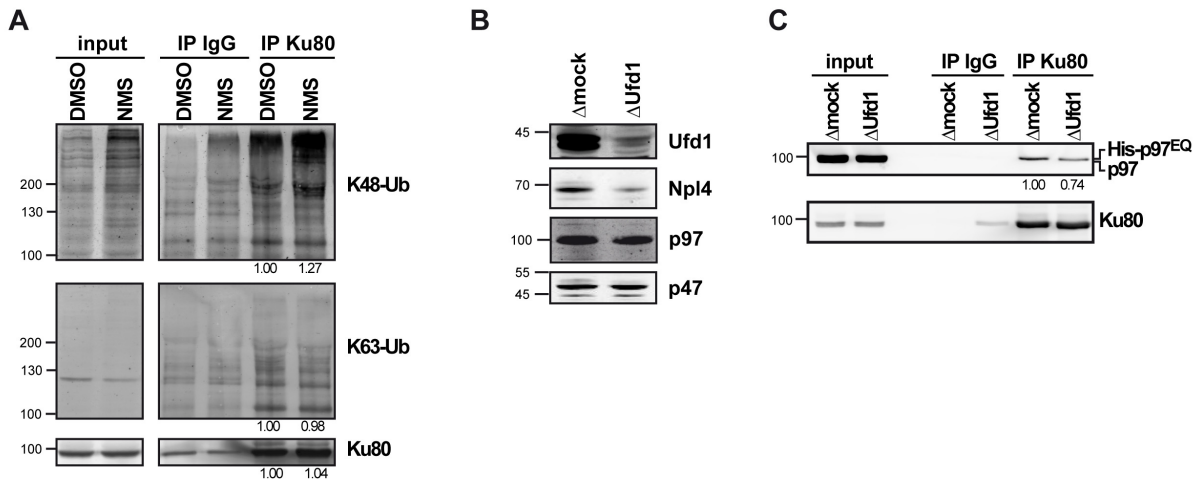 A
input
IP IgG
IP Ku80
DMSO
NMS
DMSO
NMS
DMSO
NMS
200
130
100
K48-Ub
1.00
1.27
200
130
100
K63-Ub
1.00
0.98
100
Ku80
1.00
1.04
B
Δmock
ΔUfd1
45
Ufd1
70
Npl4
100
p97
55
45
p47
C
input
IP IgG
IP Ku80
Δmock
ΔUfd1
Δmock
ΔUfd1
Δmock
ΔUfd1
100
His-p97EQ
p97
1.00
0.74
100
Ku80